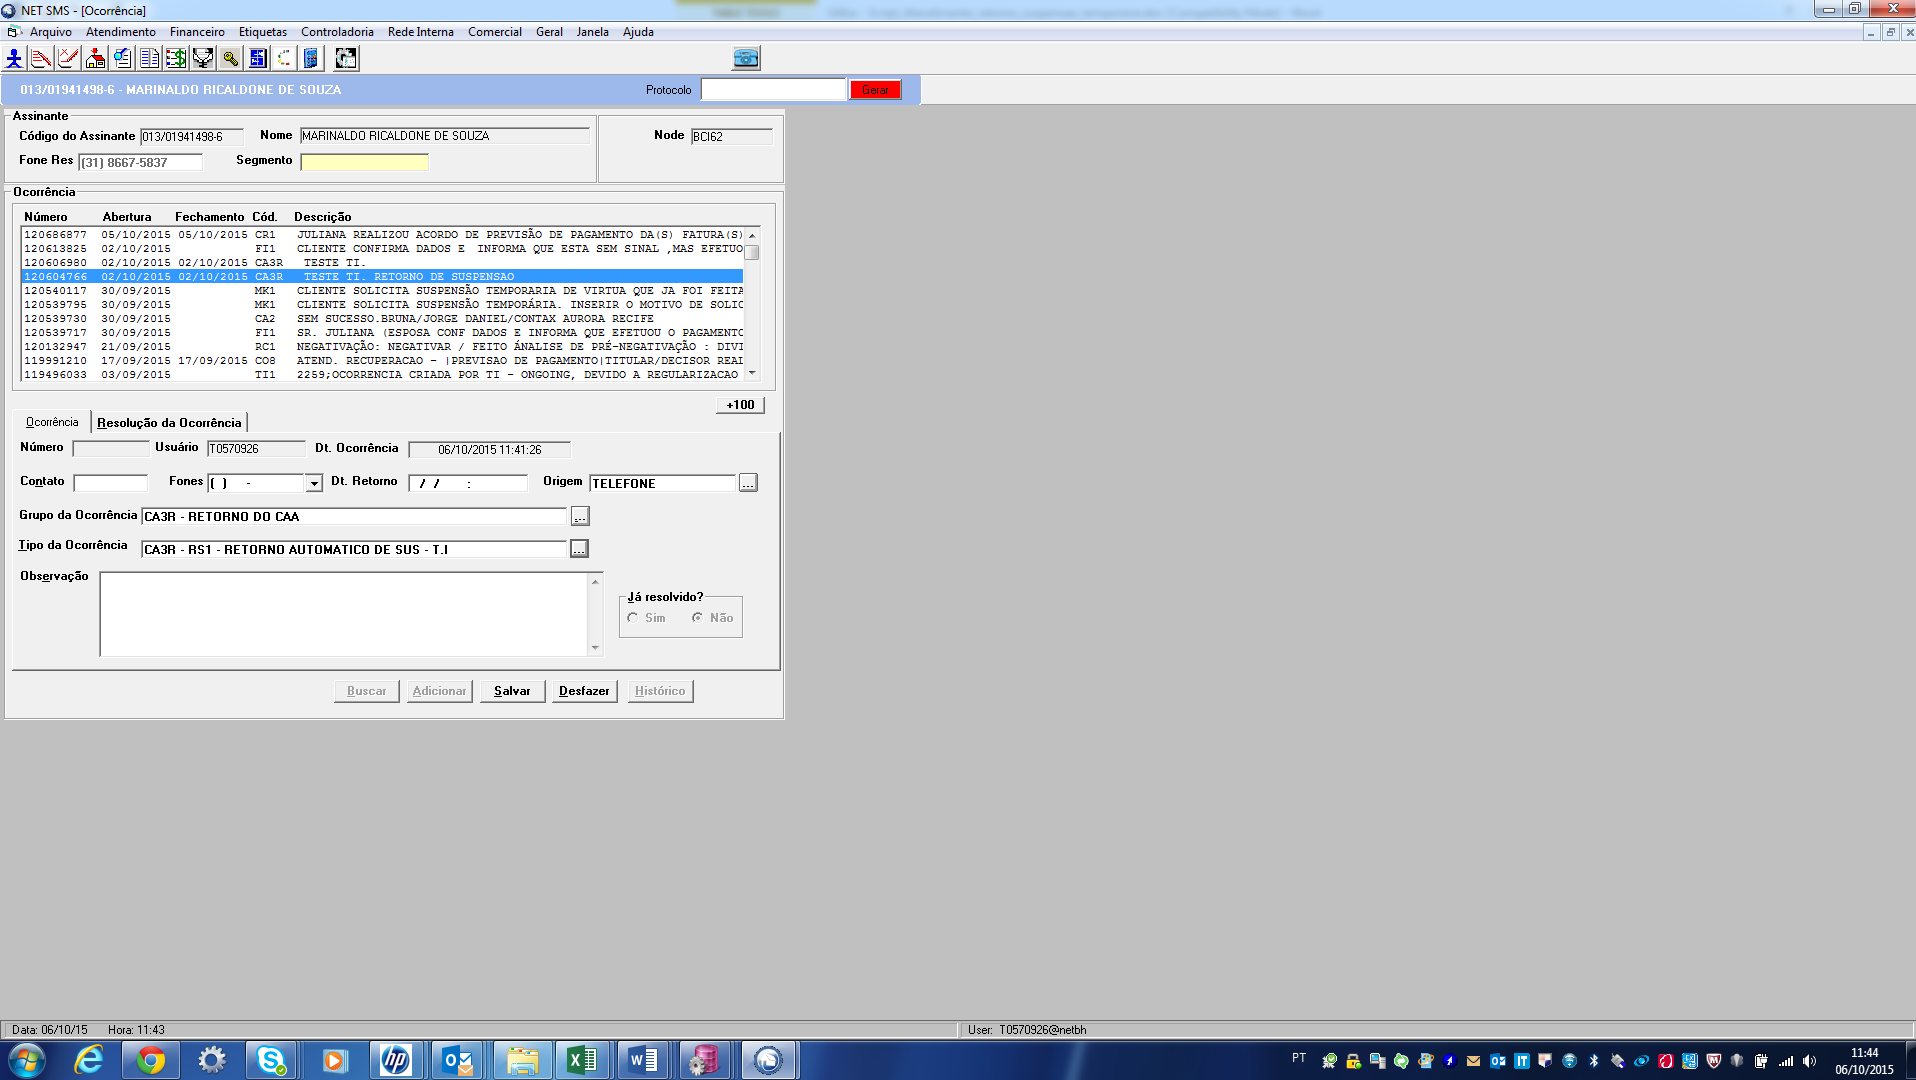 NET SMS - [Ocorrência]
Arquivo Atendimento Financeiro Etiquetas Controladoria Rede Interna Comercial Geral Janela Ajuda
013/01941498-6 - MARINALDO RICALDONE DE SOUZA Protocolo Gerar
Assinante
Código do Assinante 013/01941498-6 Nome MARINALDO RICALDONE DE SOUZA Node BCI62
Fone Res (31) 8667-5837 Segmento
Ocorrência
Número Abertura Fechamento Cód. Descrição
120686877 05/10/2015 05/10/2015 CR1 JULIANA REALIZOU ACORDO DE PREVISÃO DE PAGAMENTO DA(S) FATURA(S)
120613825 02/10/2015 FI1 CLIENTE CONFIRMA DADOS E INFORMA QUE ESTA SEM SINAL ,MAS EFETUO
120606980 02/10/2015 02/10/2015 CA3R TESTE TI.
120604766 02/10/2015 02/10/2015 CA3R TESTE TI. RETORNO DE SUSPENSAO
120540117 30/09/2015 MK1 CLIENTE SOLICITA SUSPENSÃO TEMPORARIA DE VIRTUA QUE JA FOI FEITA
120539795 30/09/2015 MK1 CLIENTE SOLICITA SUSPENSÃO TEMPORÁRIA. INSERIR O MOTIVO DE SOLIC
120539730 30/09/2015 CA2 SEM SUCESSO.BRUNA/JORGE DANIEL/CONTAX AURORA RECIFE
120539717 30/09/2015 FI1 SR. JULIANA (ESPOSA CONF DADOS E INFORMA QUE EFETUOU O PAGAMENTO
120132947 21/09/2015 RC1 NEGATIVAÇÃO: NEGATIVAR / FEITO ÁNALISE DE PRÉ-NEGATIVAÇÃO : DIVI
119991210 17/09/2015 17/09/2015 CO8 ATEND. RECUPERACAO - |PREVISAO DE PAGAMENTO|TITULAR/DECISOR REAL
119496033 03/09/2015 TI1 2259;OCORRENCIA CRIADA POR TI - ONGOING, DEVIDO A REGULARIZACAO
+100
Ocorrência Resolução da Ocorrência
Número Usuário T0570926 Dt. Ocorrência 06/10/2015 11:41:26
Contato Fones ( ) - Dt. Retorno / / : Origem TELEFONE ...
Grupo da Ocorrência CA3R - RETORNO DO CAA ...
Tipo da Ocorrência CA3R - RS1 - RETORNO AUTOMATICO DE SUS - T.I ...
Observação
Já resolvido?
Sim Não
Buscar Adicionar Salvar Desfazer Histórico
Data: 06/10/15 Hora: 11:43 User: T0570926@netbh
PT
11:44
06/10/2015